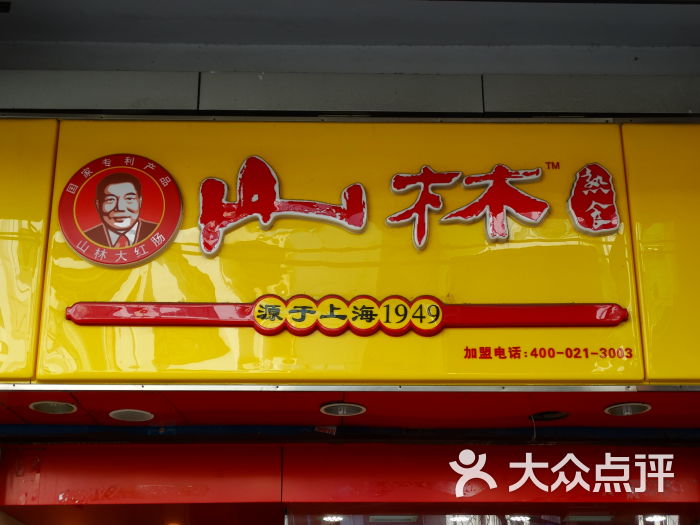 国家专利产品
山林大红肠
山林™
熟食
源于上海1949
加盟电话:400-021-3003
大众点评